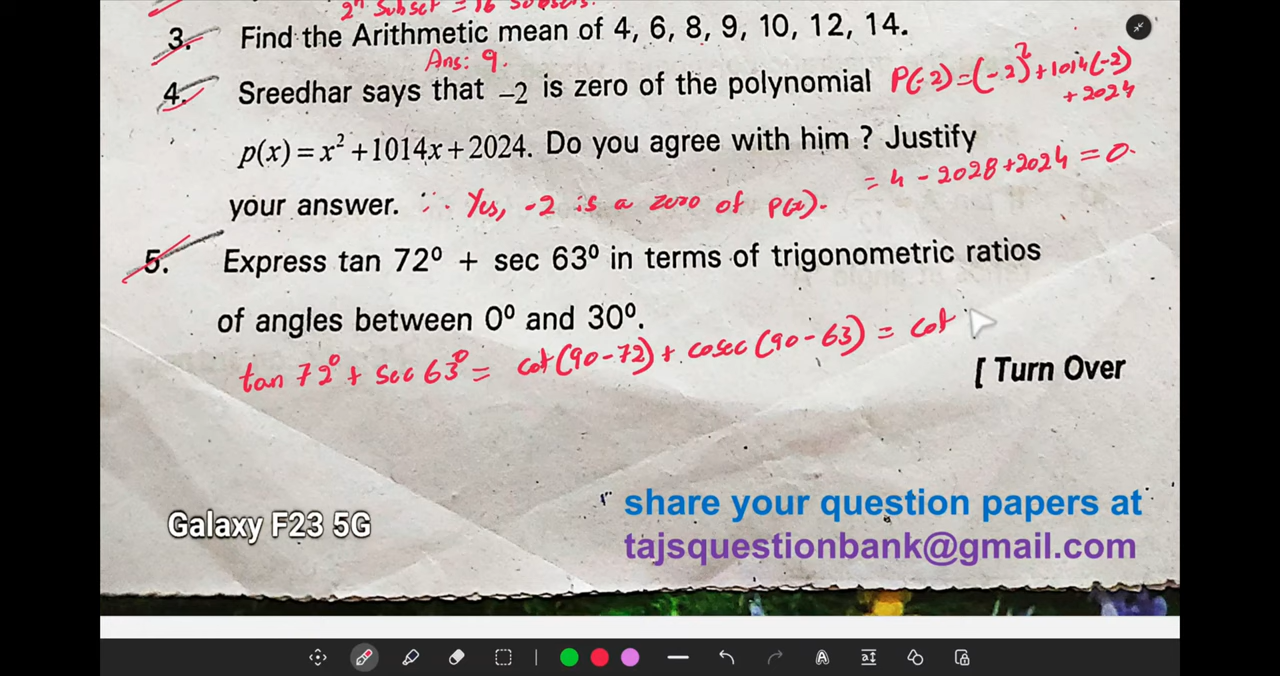 2ⁿ Subset = 16 Subsets.
3. Find the Arithmetic mean of 4, 6, 8, 9, 10, 12, 14.
Ans: 9.
4. Sreedhar says that –2 is zero of the polynomial P(-2) = (-2)² + 1014(-2)
+ 2024
p(x) = x² + 1014x + 2024. Do you agree with him ? Justify
= 4 - 2028 + 2024 = 0.
your answer. ∴ Yes, -2 is a zero of P(x).
5. Express tan 72⁰ + sec 63⁰ in terms of trigonometric ratios
of angles between 0⁰ and 30⁰.
tan 72° + Sec 63° = cot (90-72) + cosec (90-63) = cot
[ Turn Over
share your question papers at
Galaxy F23 5G
tajsquestionbank@gmail.com